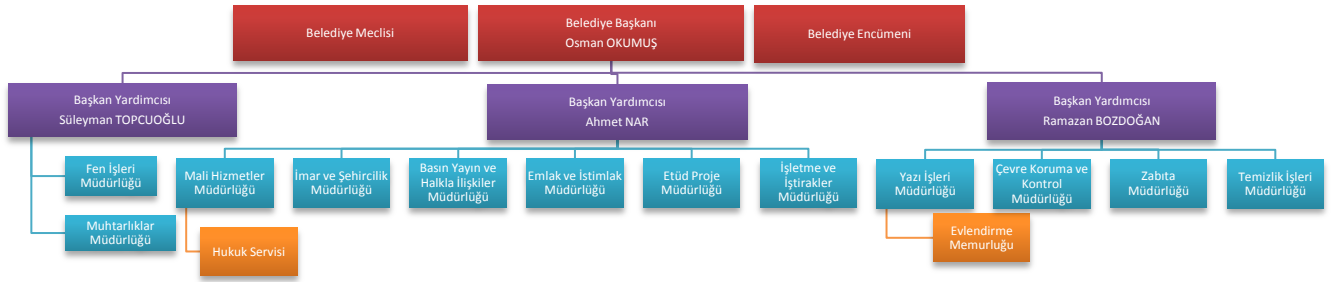 Belediye Meclisi
Belediye Başkanı
Osman OKUMUŞ
Belediye Encümeni
Başkan Yardimcısı
Süleyman TOPCUOĞLU
Başkan Yardımcısı
Ahmet NAR
Başkan Yardımcısı
Ramazan BOZDOĞAN
Fen İşleri
Müdürlüğü
Muhtarlıklar
Müdürlüğü
Mali Hizmetler
Müdürlüğü
Hukuk Servisi
İmar ve Şehircilik
Müdürlüğü
Basın Yayın ve
Halkla İlişkiler
Müdürlüğü
Emlak ve İstimlak
Müdürlüğü
Etüd Proje
Müdürlüğü
İşletme ve
İştirakler
Müdürlüğü
Yazı İşleri
Müdürlüğü
Evlendirme
Memurluğu
Çevre Koruma ve
Kontrol
Müdürlüğü
Zabıta
Müdürlüğü
Temizlik İşleri
Müdürlüğü